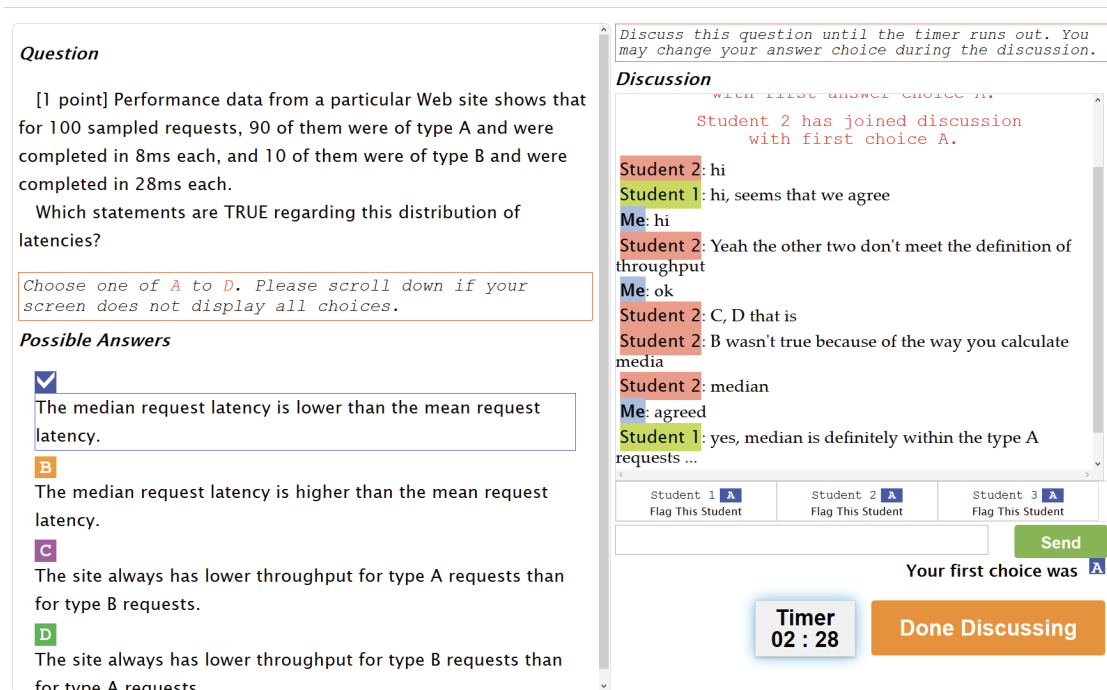 Question
[1 point] Performance data from a particular Web site shows that
for 100 sampled requests, 90 of them were of type A and were
completed in 8ms each, and 10 of them were of type B and were
completed in 28ms each.
Which statements are TRUE regarding this distribution of
latencies?
Choose one of A to D. Please scroll down if your
screen does not display all choices.
Possible Answers
The median request latency is lower than the mean request
latency.
B
The median request latency is higher than the mean request
latency.
C
The site always has lower throughput for type A requests than
for type B requests.
D
The site always has lower throughput for type B requests than
for type A requests.
Discuss this question until the timer runs out. You
may change your answer choice during the discussion.
Discussion
with first answer choice A.
Student 2 has joined discussion
with first choice A.
Student 2: hi
Student 1: hi, seems that we agree
Me: hi
Student 2: Yeah the other two don't meet the definition of
throughput
Me: ok
Student 2: C, D that is
Student 2: B wasn't true because of the way you calculate
media
Student 2: median
Me: agreed
Student 1: yes, median is definitely within the type A
requests ...
Student 1 A
Flag This Student
Student 2 A
Flag This Student
Student 3 A
Flag This Student
Send
Your first choice was A
Timer
02 : 28
Done Discussing